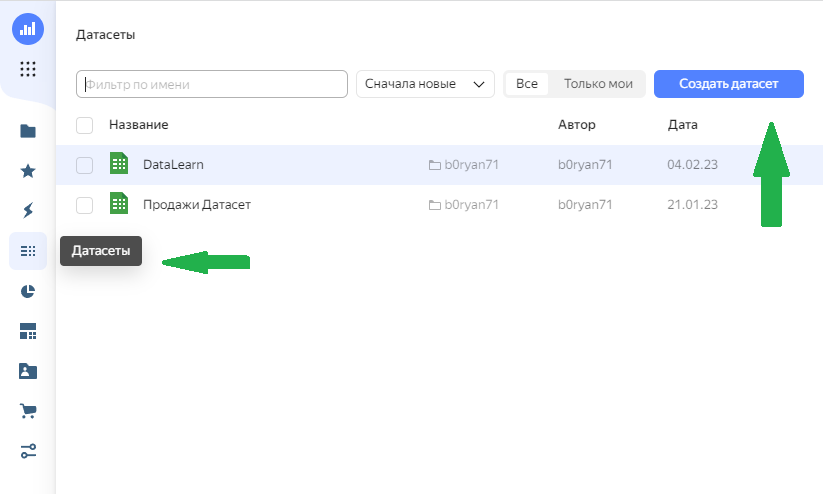 Датасеты
Фильтр по имени Сначала новые Все Только мои Создать датасет
Название Автор Дата
DataLearn b0ryan71 b0ryan71 04.02.23
Продажи Датасет b0ryan71 b0ryan71 21.01.23
Датасеты